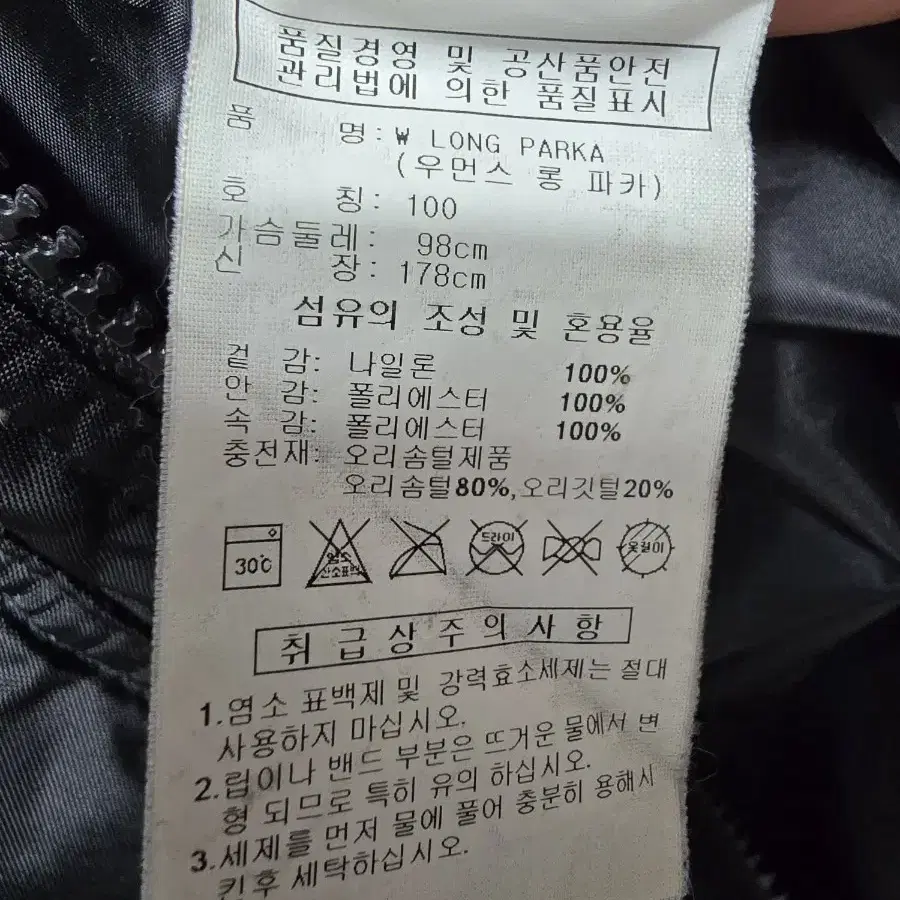 품질경영 및 공산품안전
관리법에 의한 품질표시
품 명: W LONG PARKA
(우먼스 롱 파카)
호 칭: 100
가슴둘레: 98cm
신 장: 178cm
섬유의 조성 및 혼용율
겉 감: 나일론 100%
안 감: 폴리에스터 100%
속 감: 폴리에스터 100%
충전재: 오리솜털제품
오리솜털80%, 오리깃털20%
30℃ 염소 드라이 옷걸이
산소표백
취급상주의사항
1.염소 표백제 및 강력효소세제는 절대
사용하지 마십시오.
2.립이나 밴드 부분은 뜨거운 물에서 변
형 되므로 특히 유의 하십시오.
3.세제를 먼저 물에 풀어 충분히 용해시
킨후 세탁하십시오.